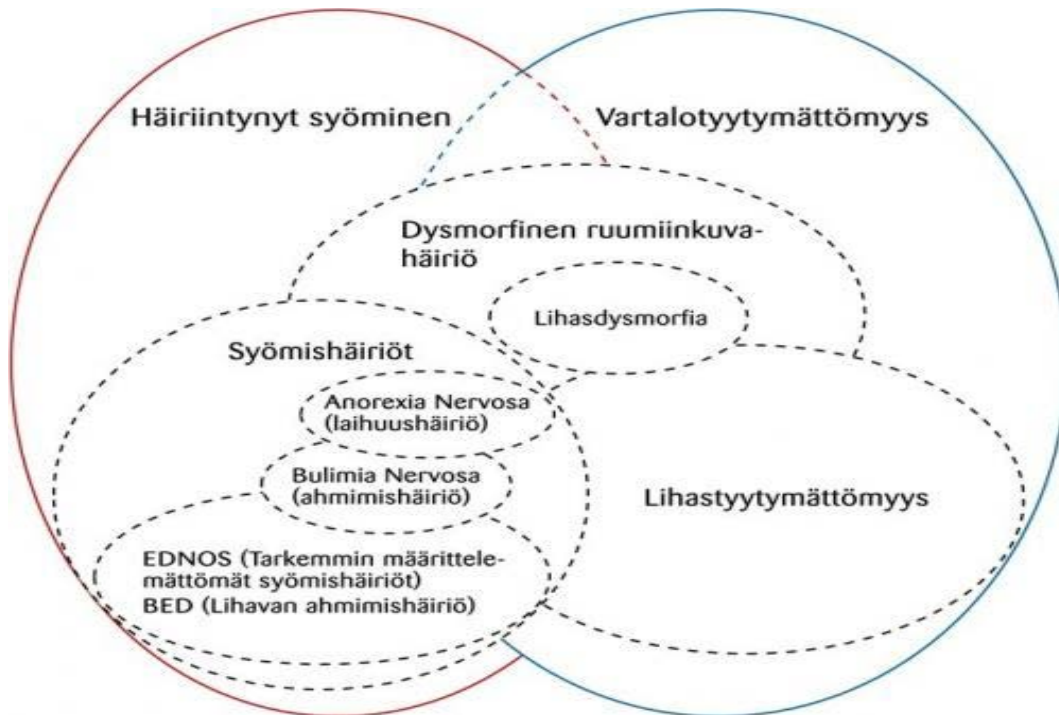 Häiriintynyt syöminen
Vartalotyytymättömyys
Dysmorfinen ruumiinkuva-
häiriö
Lihasdysmorfia
Syömishäiriöt
Anorexia Nervosa
(laihuushäiriö)
Bulimia Nervosa
(ahmimishäiriö)
Lihastyytymättömyys
EDNOS (Tarkemmin määrittele-
mättömät syömishäiriöt)
BED (Lihavan ahmimishäiriö)